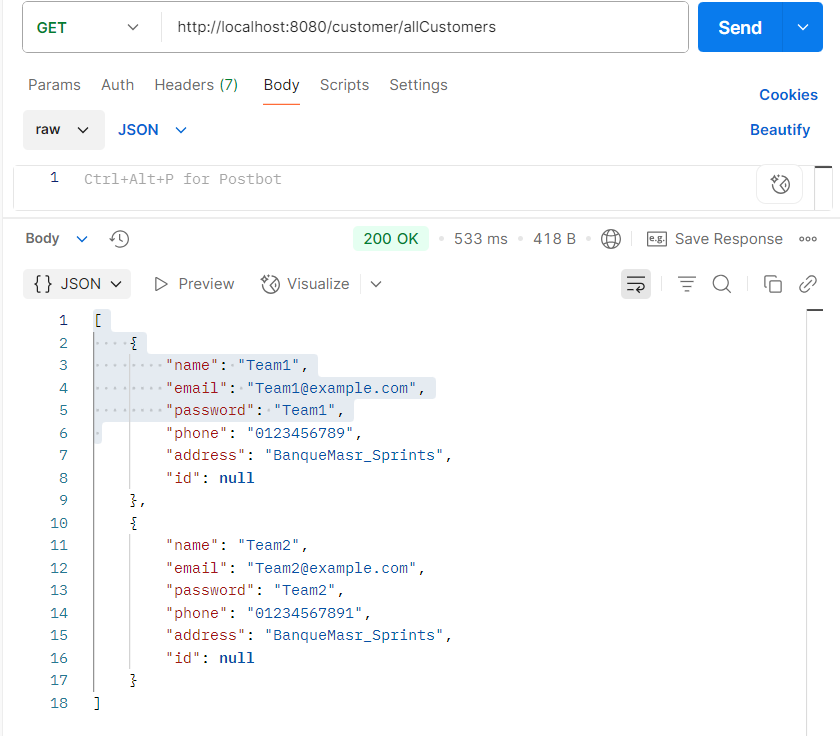 GET http://localhost:8080/customer/allCustomers Send
Params Auth Headers (7) Body Scripts Settings Cookies
raw JSON Beautify
1 Ctrl+Alt+P for Postbot
Body 200 OK 533 ms 418 B e.g. Save Response
{} JSON Preview Visualize
1 [
2 {
3 "name": "Team1",
4 "email": "Team1@example.com",
5 "password": "Team1",
6 "phone": "0123456789",
7 "address": "BanqueMasr_Sprints",
8 "id": null
9 },
10 {
11 "name": "Team2",
12 "email": "Team2@example.com",
13 "password": "Team2",
14 "phone": "01234567891",
15 "address": "BanqueMasr_Sprints",
16 "id": null
17 }
18 ]